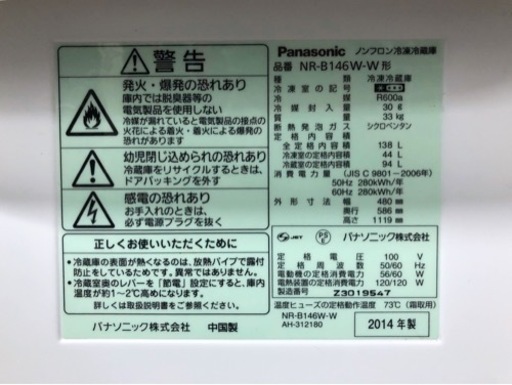 警告
発火・爆発の恐れあり
庫内では脱臭器等の
電気製品を使用しない
冷媒が漏れていると電気製品の接点の
火花による着火・着火による爆発の
恐れがあります。
幼児閉じ込められの恐れあり
冷蔵庫をリサイクルするときは、
ドアパッキングを外す
感電の恐れあり
お手入れのときは、
必ず電源プラグを抜く
正しくお使いいただくために
•冷蔵庫の表面が熱くなるのは、放熱パイプで露付
防止をしているためで、異常ではありません。
•冷蔵室奥のレバーを「節電」に設定すると、庫内
温度が約1~2℃高めになります。
詳しくは取扱説明書をご覧ください。
パナソニック株式会社 中国製
Panasonic ノンフロン冷凍冷蔵庫
品番 NR-B146W-W 形
種類 冷凍冷蔵庫
冷凍室の記号
冷媒 R600a
冷媒封入量 30g
質量 33kg
断熱発泡ガス シクロペンタン
定格内容積
全定格内容積 138 L
冷凍室の定格内容積 44 L
冷蔵室の定格内容積 94 L
消費電力量 (JIS C 9801-2006年)
50Hz 280kWh/年
60Hz 280kWh/年
外形寸法 幅 480 mm
奥行 586 mm
高さ 1119 mm
JET PSE パナソニック株式会社
定格電圧 100 V
定格周波数 50/60 Hz
電動機の定格消費電力 56/60 W
電熱装置の定格消費電力 120/120 W
製造番号 Z3019547
温度ヒューズの定格動作温度 73℃ (霜取用)
NR-B146W-W
AH-312180
2014 年製